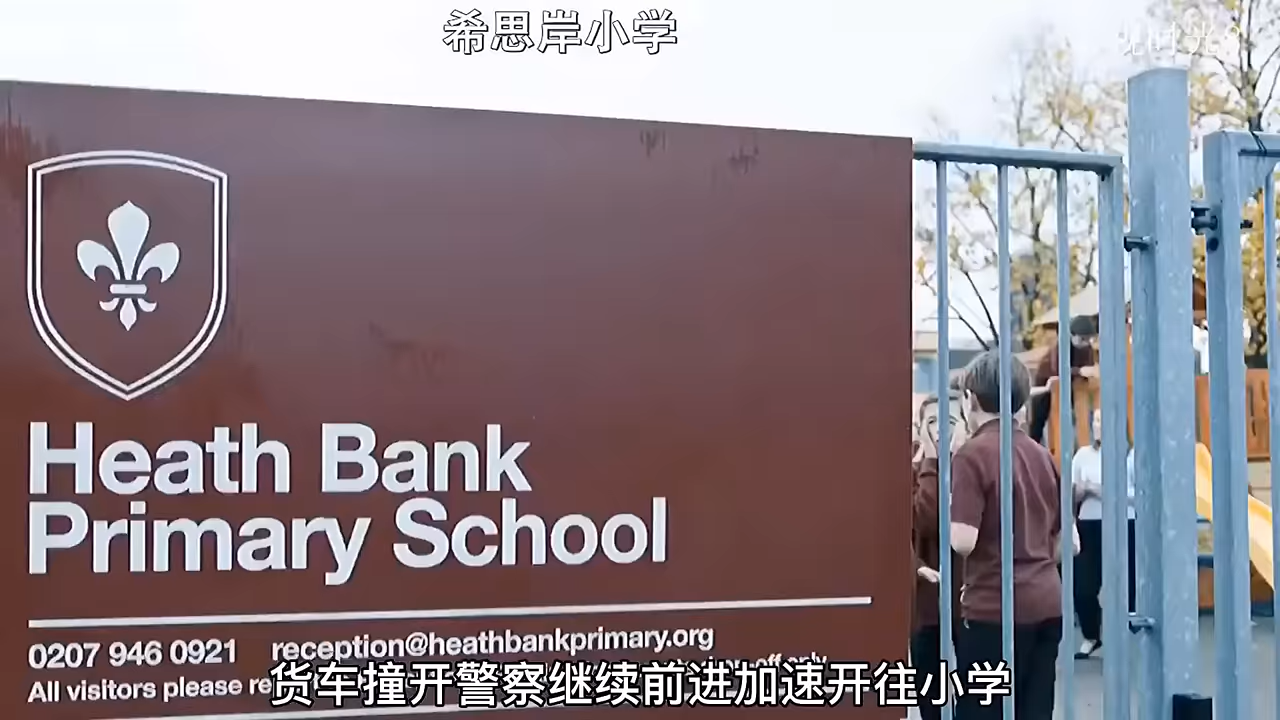 希思岸小学
Heath Bank
Primary School
0207 946 0921 reception@heathbankprimary.org
All visitors please
货车撞开警察继续前进加速开往小学